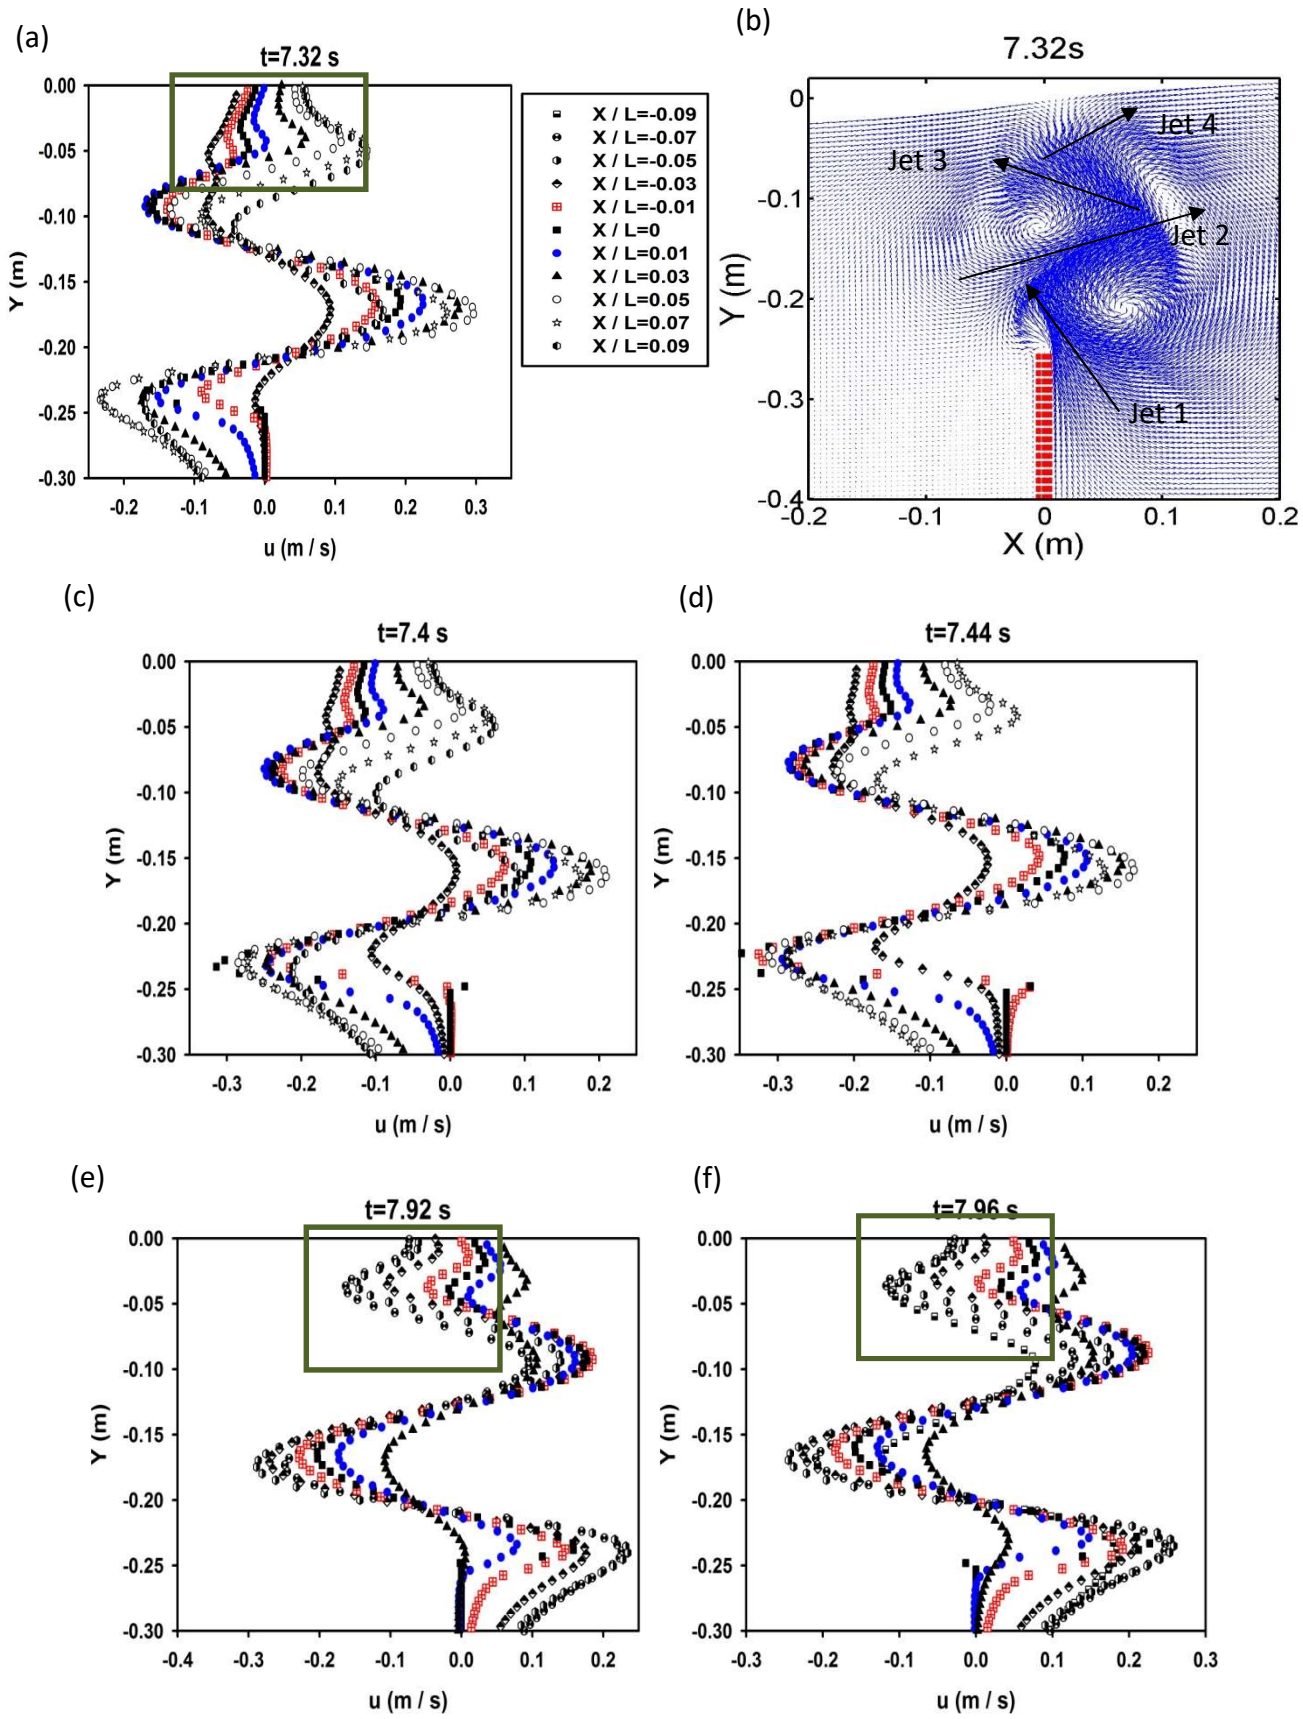 (a)
t=7.32 s
0.00
-0.05
-0.10
-0.15
-0.20
-0.25
-0.30
Y (m)
-0.2 -0.1 0.0 0.1 0.2 0.3
u (m / s)
X / L=-0.09
X / L=-0.07
X / L=-0.05
X / L=-0.03
X / L=-0.01
X / L=0
X / L=0.01
X / L=0.03
X / L=0.05
X / L=0.07
X / L=0.09
(b)
7.32s
0
-0.1
-0.2
-0.3
-0.4
Y (m)
Jet 4
Jet 3
Jet 2
Jet 1
-0.2 -0.1 0 0.1 0.2
X (m)
(c)
t=7.4 s
0.00
-0.05
-0.10
-0.15
-0.20
-0.25
-0.30
Y (m)
-0.3 -0.2 -0.1 0.0 0.1 0.2
u (m / s)
(d)
t=7.44 s
0.00
-0.05
-0.10
-0.15
-0.20
-0.25
-0.30
Y (m)
-0.3 -0.2 -0.1 0.0 0.1 0.2
u (m / s)
(e)
t=7.92 s
0.00
-0.05
-0.10
-0.15
-0.20
-0.25
-0.30
Y (m)
-0.4 -0.3 -0.2 -0.1 0.0 0.1 0.2
u (m / s)
(f)
t=7.96 s
0.00
-0.05
-0.10
-0.15
-0.20
-0.25
-0.30
Y (m)
-0.3 -0.2 -0.1 0.0 0.1 0.2 0.3
u (m / s)